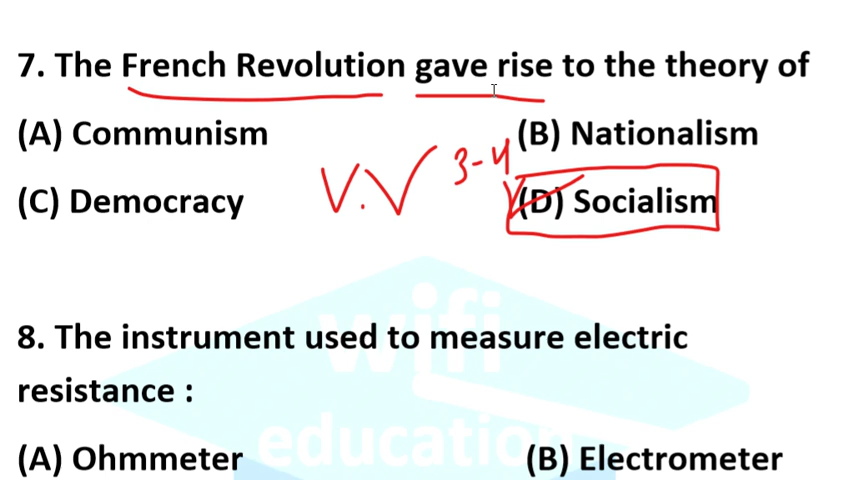 7. The French Revolution gave rise to the theory of
(A) Communism (B) Nationalism
V.V 3-4
(C) Democracy (D) Socialism
8. The instrument used to measure electric
resistance :
(A) Ohmmeter (B) Electrometer
wifi
education